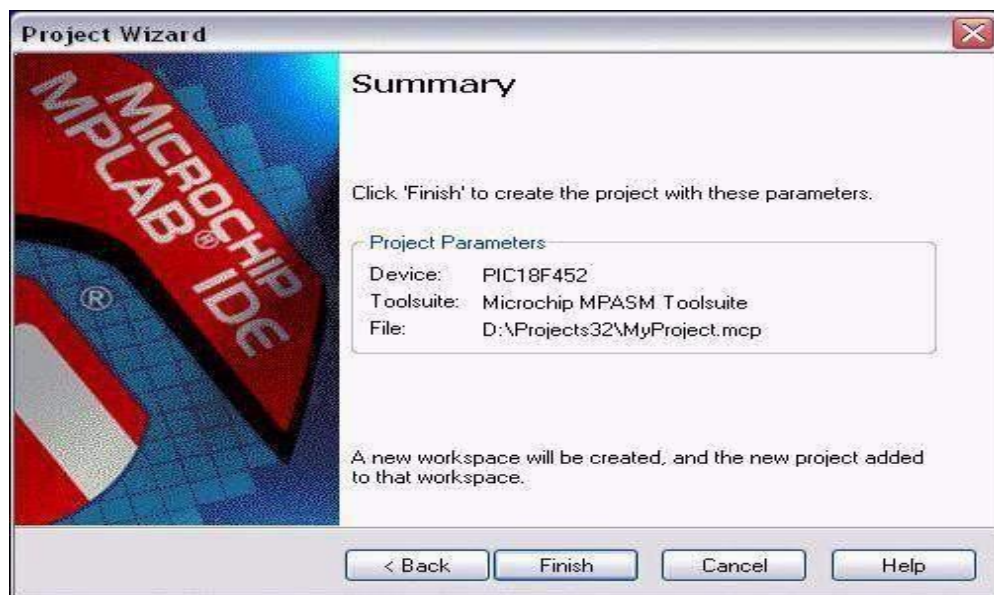 Project Wizard
MICROCHIP
MPLAB® IDE
®
Summary
Click 'Finish' to create the project with these parameters.
Project Parameters
Device: PIC18F452
Toolsuite: Microchip MPASM Toolsuite
File: D:\Projects32\MyProject.mcp
A new workspace will be created, and the new project added
to that workspace.
< Back Finish Cancel Help